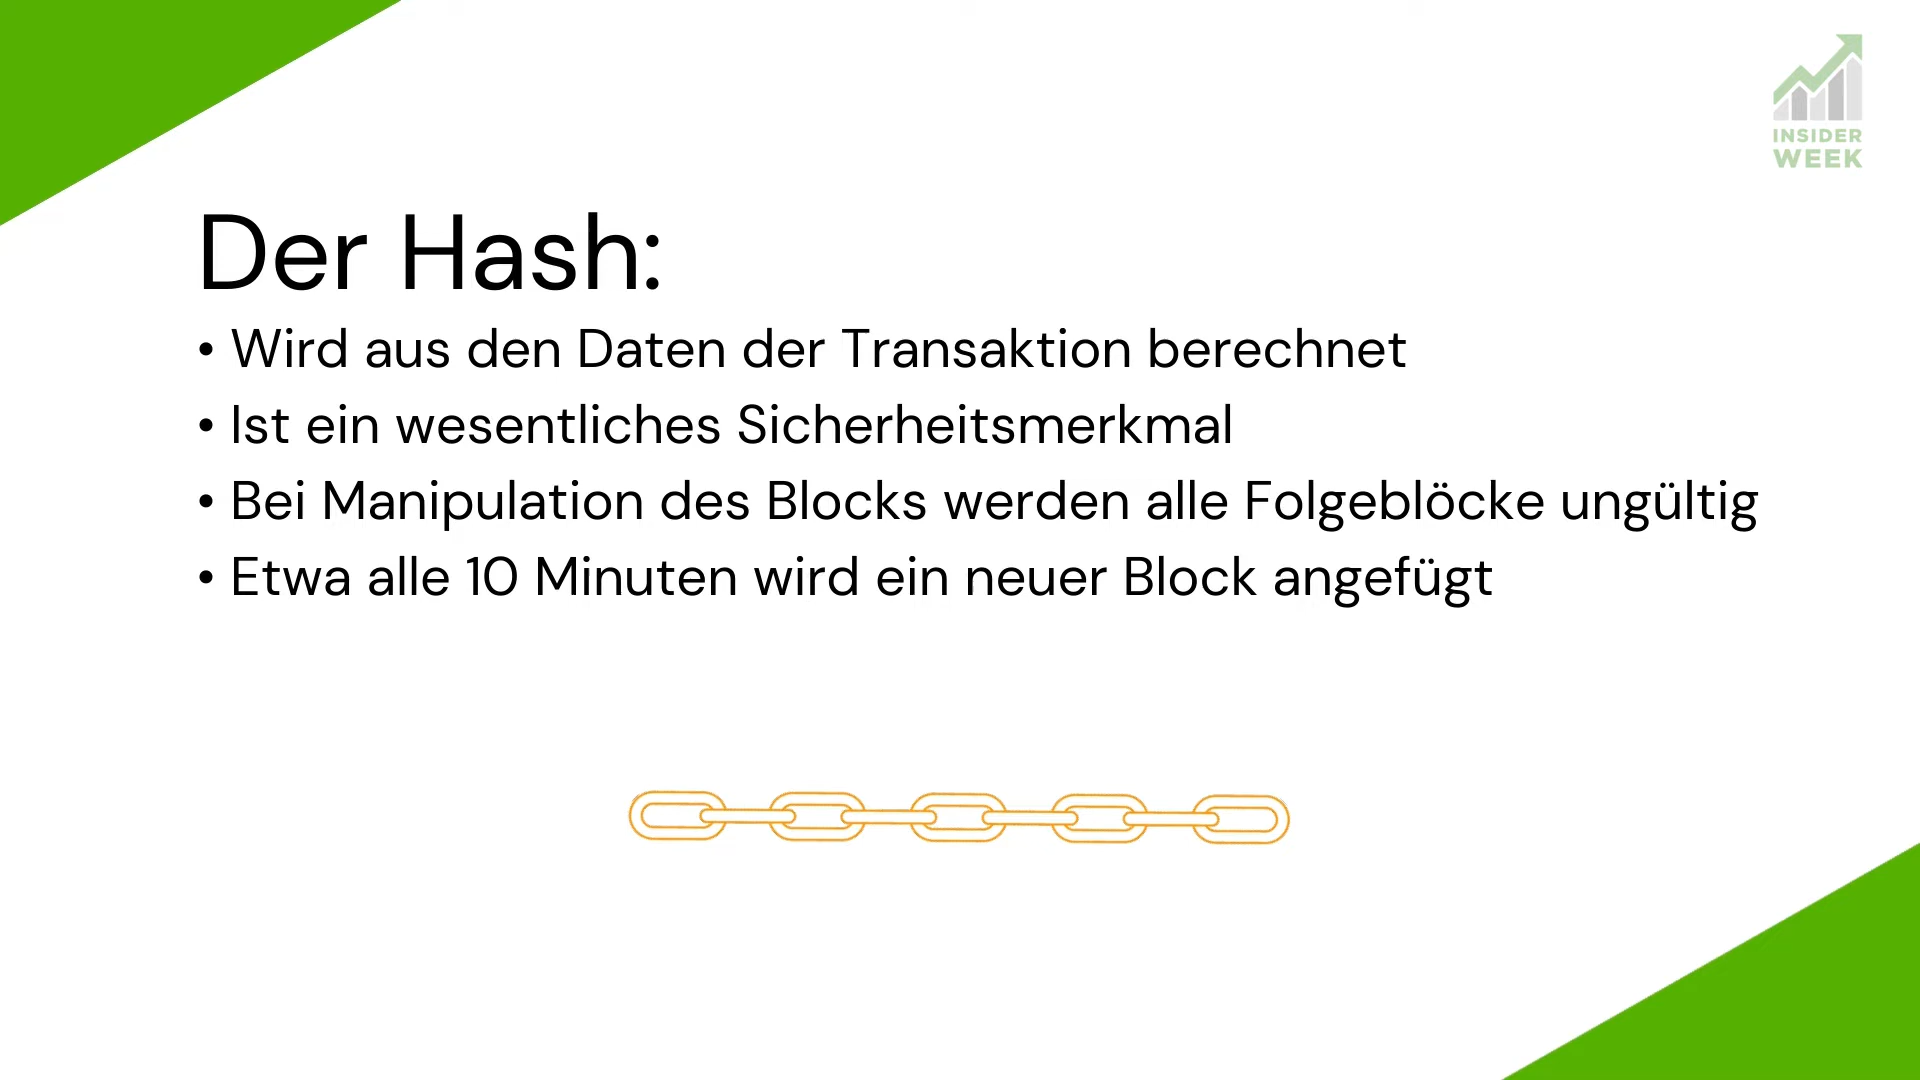 INSIDER
WEEK
Der Hash:
• Wird aus den Daten der Transaktion berechnet
• Ist ein wesentliches Sicherheitsmerkmal
• Bei Manipulation des Blocks werden alle Folgeblöcke ungültig
• Etwa alle 10 Minuten wird ein neuer Block angefügt